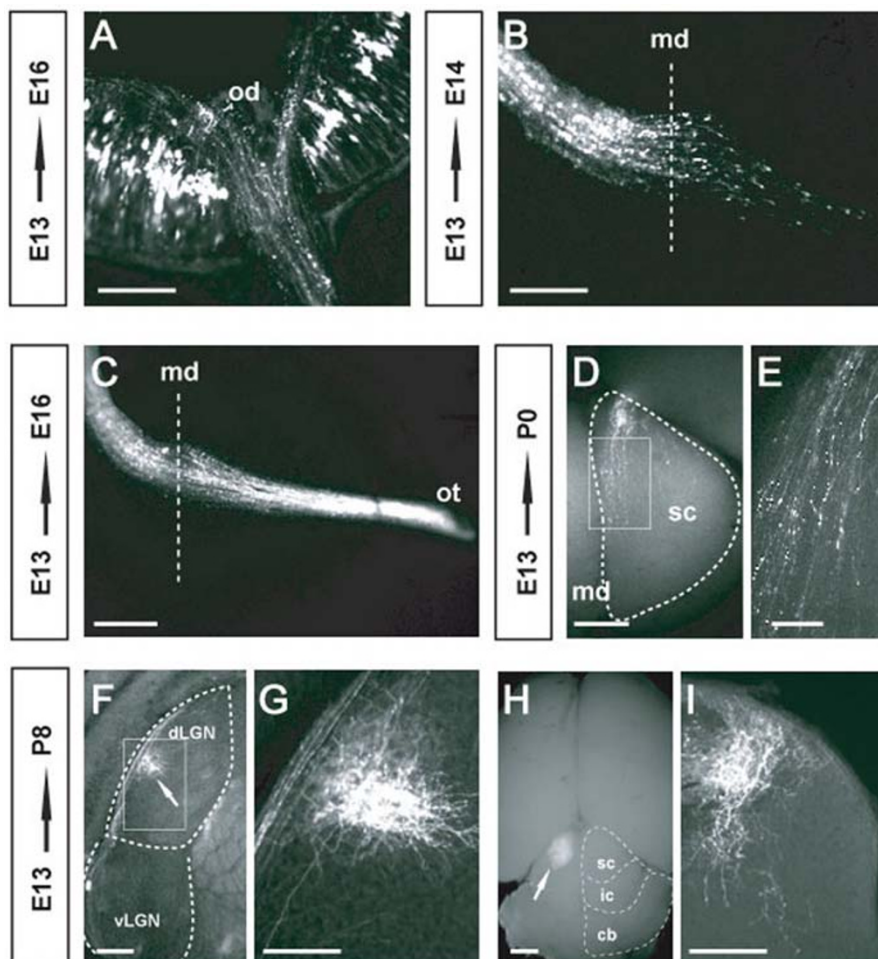 E13 → E16
A
od
E13 → E14
B
md
E13 → E16
C
md
ot
E13 → P0
D
sc
md
E
E13 → P8
F
dLGN
vLGN
G
H
sc
ic
cb
I